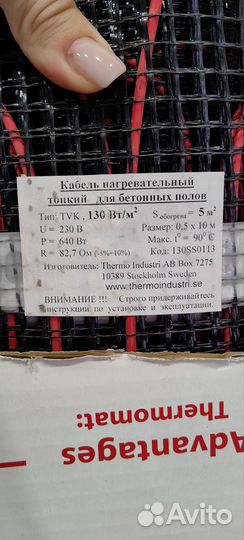 Кабель нагревательный
тонкий для бетонных полов
Тип: TVK, 130 Вт/м² S обогрева = 5 м²
U = 230 В Размер: 0,5 x 10 м
P = 640 Вт Макс. t⁰ = 90⁰ C
R = 82,7 Ом (-5%+10%) Код: 130SS0113
Изготовитель: Thermo Industri AB Box 7275
10389 Stockholm Sweden
www.thermoindustri.se
ВНИМАНИЕ !!! Строго придерживайтесь
инструкции по установке и эксплуатации.
Thermomat:
Advantages
Avito